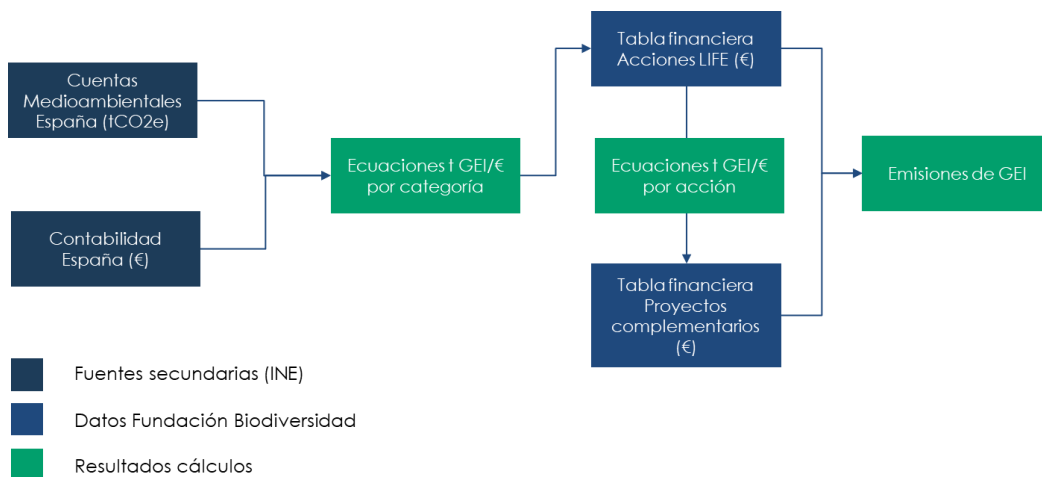 Cuentas
Medioambientales
España (tCO2e)
Contabilidad
España (€)
Ecuaciones t GEI/€
por categoría
Tabla financiera
Acciones LIFE (€)
Ecuaciones t GEI/€
por acción
Tabla financiera
Proyectos
complementarios
(€)
Emisiones de GEI
Fuentes secundarias (INE)
Datos Fundación Biodiversidad
Resultados cálculos